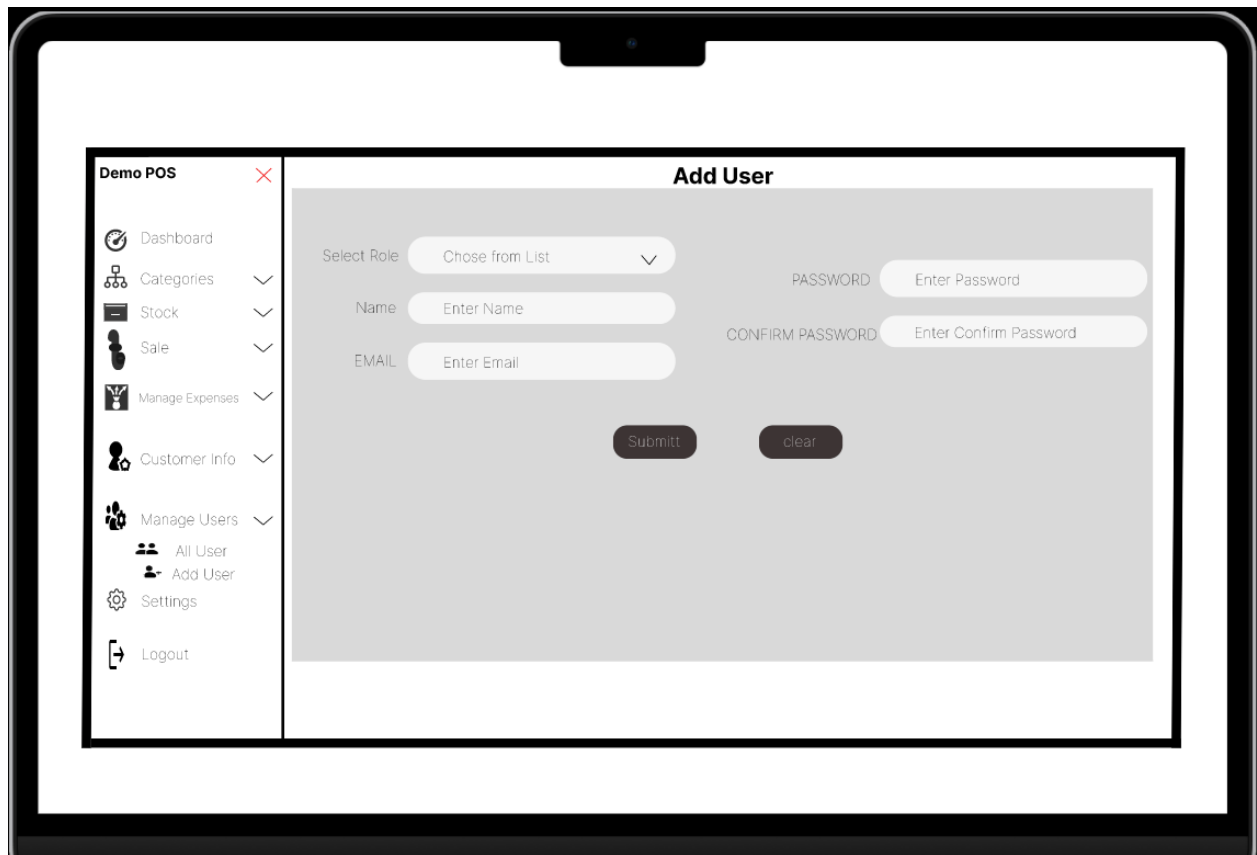 Demo POS
Dashboard
Categories
Stock
Sale
Manage Expenses
Customer Info
Manage Users
All User
Add User
Settings
Logout
Add User
Select Role
Chose from List
Name
Enter Name
EMAIL
Enter Email
PASSWORD
Enter Password
CONFIRM PASSWORD
Enter Confirm Password
Submitt
clear